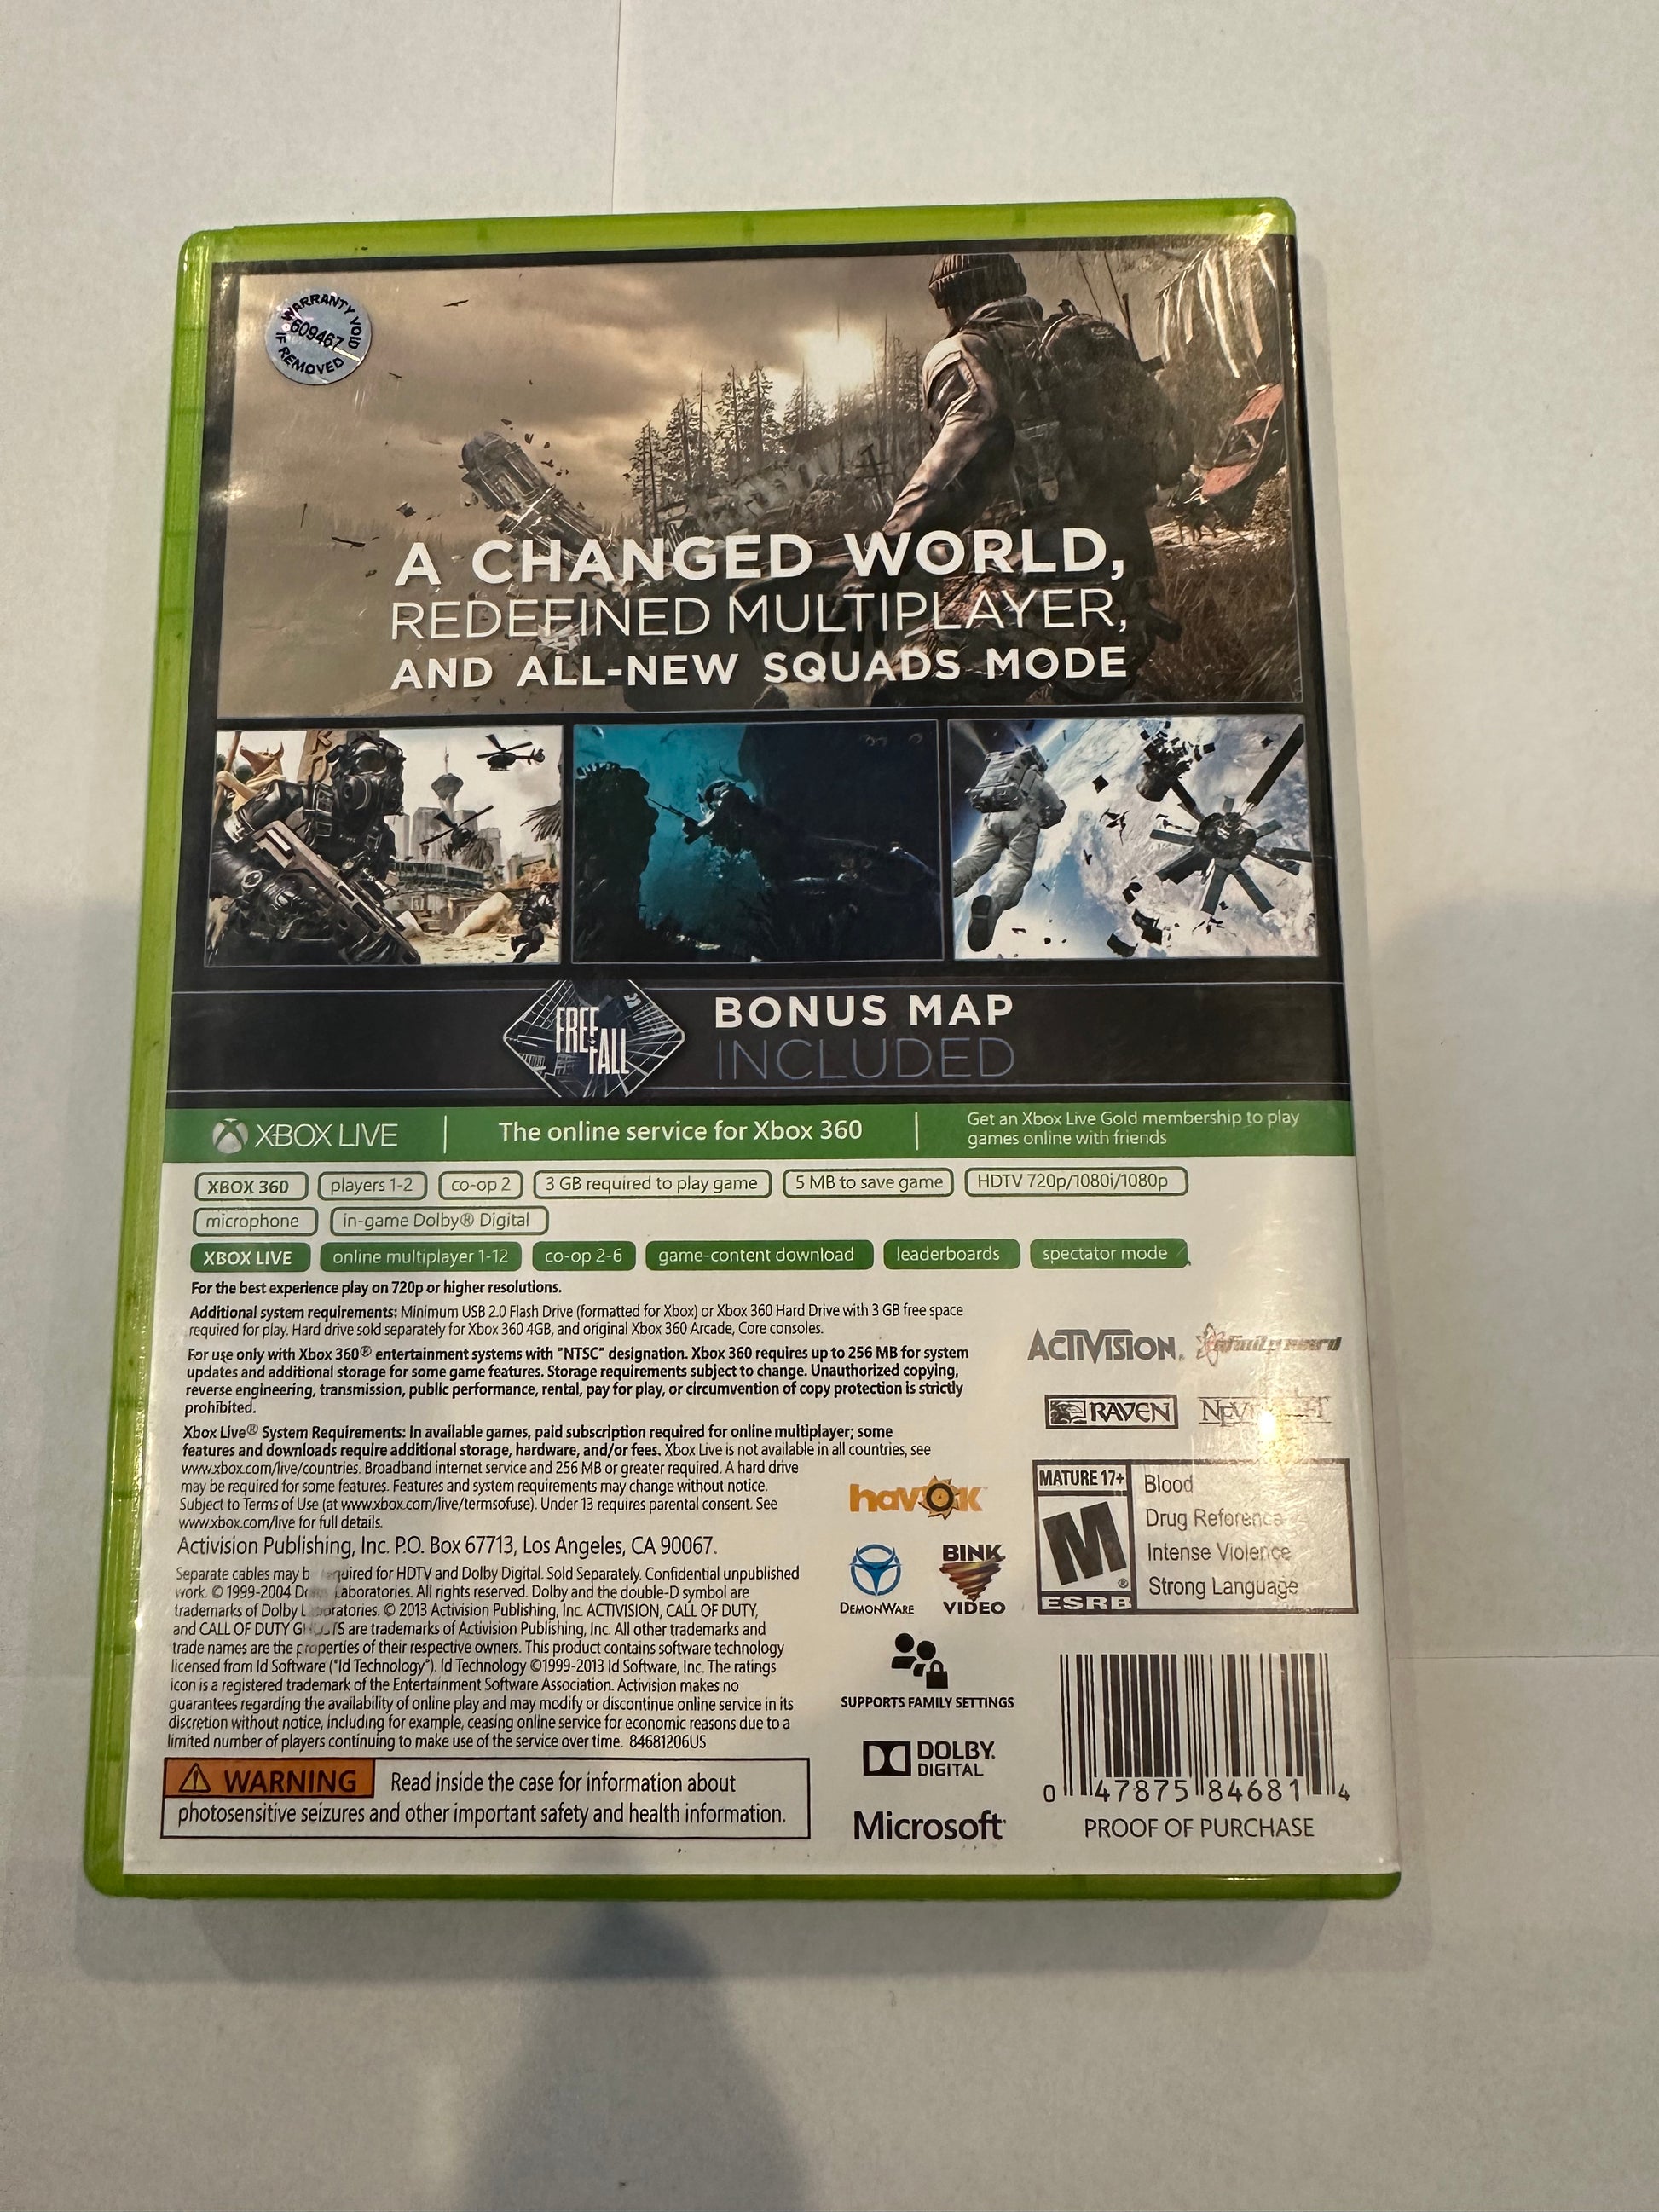 WARRANTY VOID
609467
IF REMOVED
A CHANGED WORLD,
REDEFINED MULTIPLAYER,
AND ALL-NEW SQUADS MODE
FREE FALL
BONUS MAP
INCLUDED
XBOX LIVE
The online service for Xbox 360
Get an Xbox Live Gold membership to play
games online with friends
XBOX 360 players 1-2 co-op 2 3 GB required to play game 5 MB to save game HDTV 720p/1080i/1080p
microphone in-game Dolby® Digital
XBOX LIVE online multiplayer 1-12 co-op 2-6 game-content download leaderboards spectator mode
For the best experience play on 720p or higher resolutions.
Additional system requirements: Minimum USB 2.0 Flash Drive (formatted for Xbox) or Xbox 360 Hard Drive with 3 GB free space
required for play. Hard drive sold separately for Xbox 360 4GB, and original Xbox 360 Arcade, Core consoles.
For use only with Xbox 360® entertainment systems with "NTSC" designation. Xbox 360 requires up to 256 MB for system
updates and additional storage for some game features. Storage requirements subject to change. Unauthorized copying,
reverse engineering, transmission, public performance, rental, pay for play, or circumvention of copy protection is strictly
prohibited.
Xbox Live® System Requirements: In available games, paid subscription required for online multiplayer; some
features and downloads require additional storage, hardware, and/or fees. Xbox Live is not available in all countries, see
www.xbox.com/live/countries. Broadband internet service and 256 MB or greater required. A hard drive
may be required for some features. Features and system requirements may change without notice.
Subject to Terms of Use (at www.xbox.com/live/termsofuse). Under 13 requires parental consent. See
www.xbox.com/live for full details.
Activision Publishing, Inc. P.O. Box 67713, Los Angeles, CA 90067.
Separate cables may b quired for HDTV and Dolby Digital. Sold Separately. Confidential unpublished
work. © 1999-2004 Laboratories. All rights reserved. Dolby and the double-D symbol are
trademarks of Dolby L oratories. © 2013 Activision Publishing, Inc. ACTIVISION, CALL OF DUTY,
and CALL OF DUTY GHOSTS are trademarks of Activision Publishing, Inc. All other trademarks and
trade names are the properties of their respective owners. This product contains software technology
licensed from Id Software ("Id Technology"). Id Technology ©1999-2013 Id Software, Inc. The ratings
icon is a registered trademark of the Entertainment Software Association. Activision makes no
guarantees regarding the availability of online play and may modify or discontinue online service in its
discretion without notice, including for example, ceasing online service for economic reasons due to a
limited number of players continuing to make use of the service over time. 84681206US
WARNING Read inside the case for information about
photosensitive seizures and other important safety and health information.
ACTIVISION. infinity ward
RAVEN
havok
DEMONWARE
BINK
VIDEO
SUPPORTS FAMILY SETTINGS
DOLBY.
DIGITAL
Microsoft
MATURE 17+
M
®
ESRB
Blood
Drug Reference
Intense Violence
Strong Language
0 47875 84681 4
PROOF OF PURCHASE